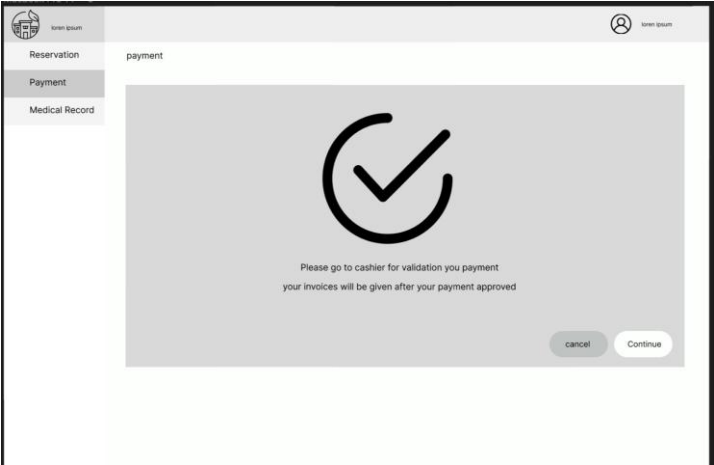 loren ipsum
loren ipsum
Reservation
payment
Payment
Medical Record
Please go to cashier for validation you payment
your invoices will be given after your payment approved
cancel
Continue